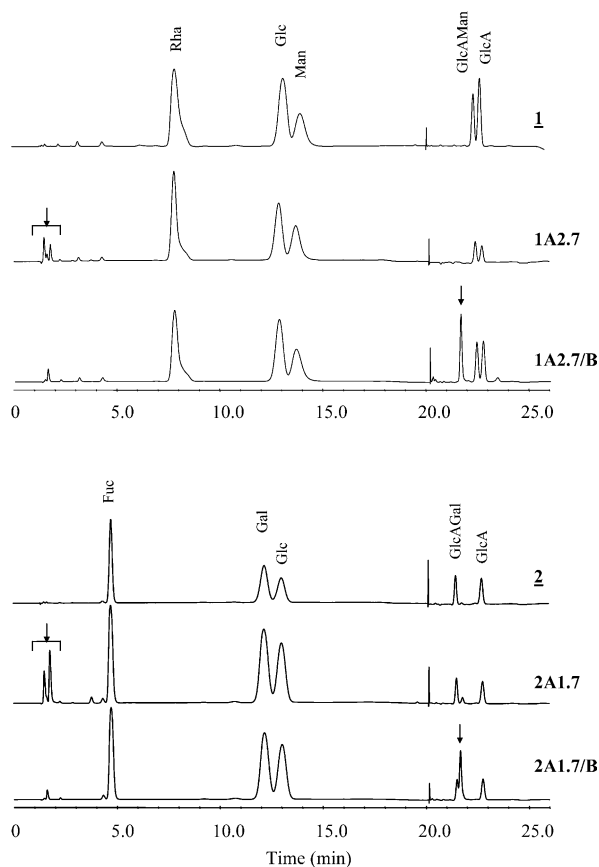 Rha
Glc
Man
GlcAMan
GlcA
1
1A2.7
1A2.7/B
0 5.0 10.0 15.0 20.0 25.0
Fuc
Gal
Glc
GlcAGal
GlcA
2
2A1.7
2A1.7/B
0 5.0 10.0 15.0 20.0 25.0
Time (min)